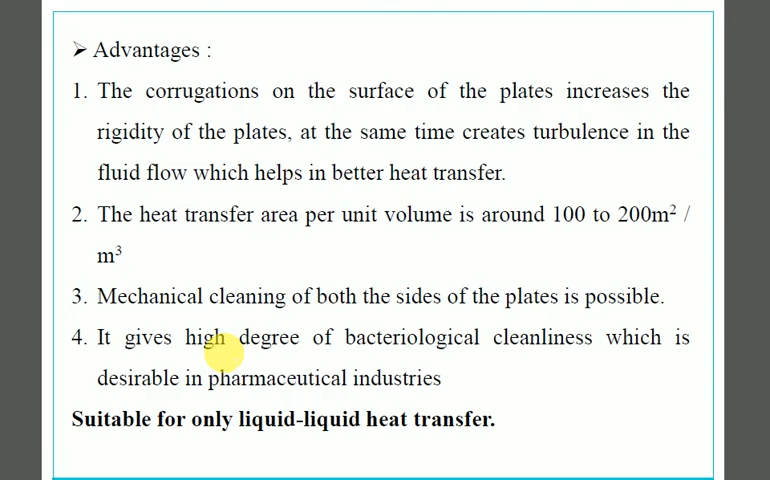 ➤ Advantages :
1. The corrugations on the surface of the plates increases the
rigidity of the plates, at the same time creates turbulence in the
fluid flow which helps in better heat transfer.
2. The heat transfer area per unit volume is around 100 to 200m² /
m³
3. Mechanical cleaning of both the sides of the plates is possible.
4. It gives high degree of bacteriological cleanliness which is
desirable in pharmaceutical industries
Suitable for only liquid-liquid heat transfer.